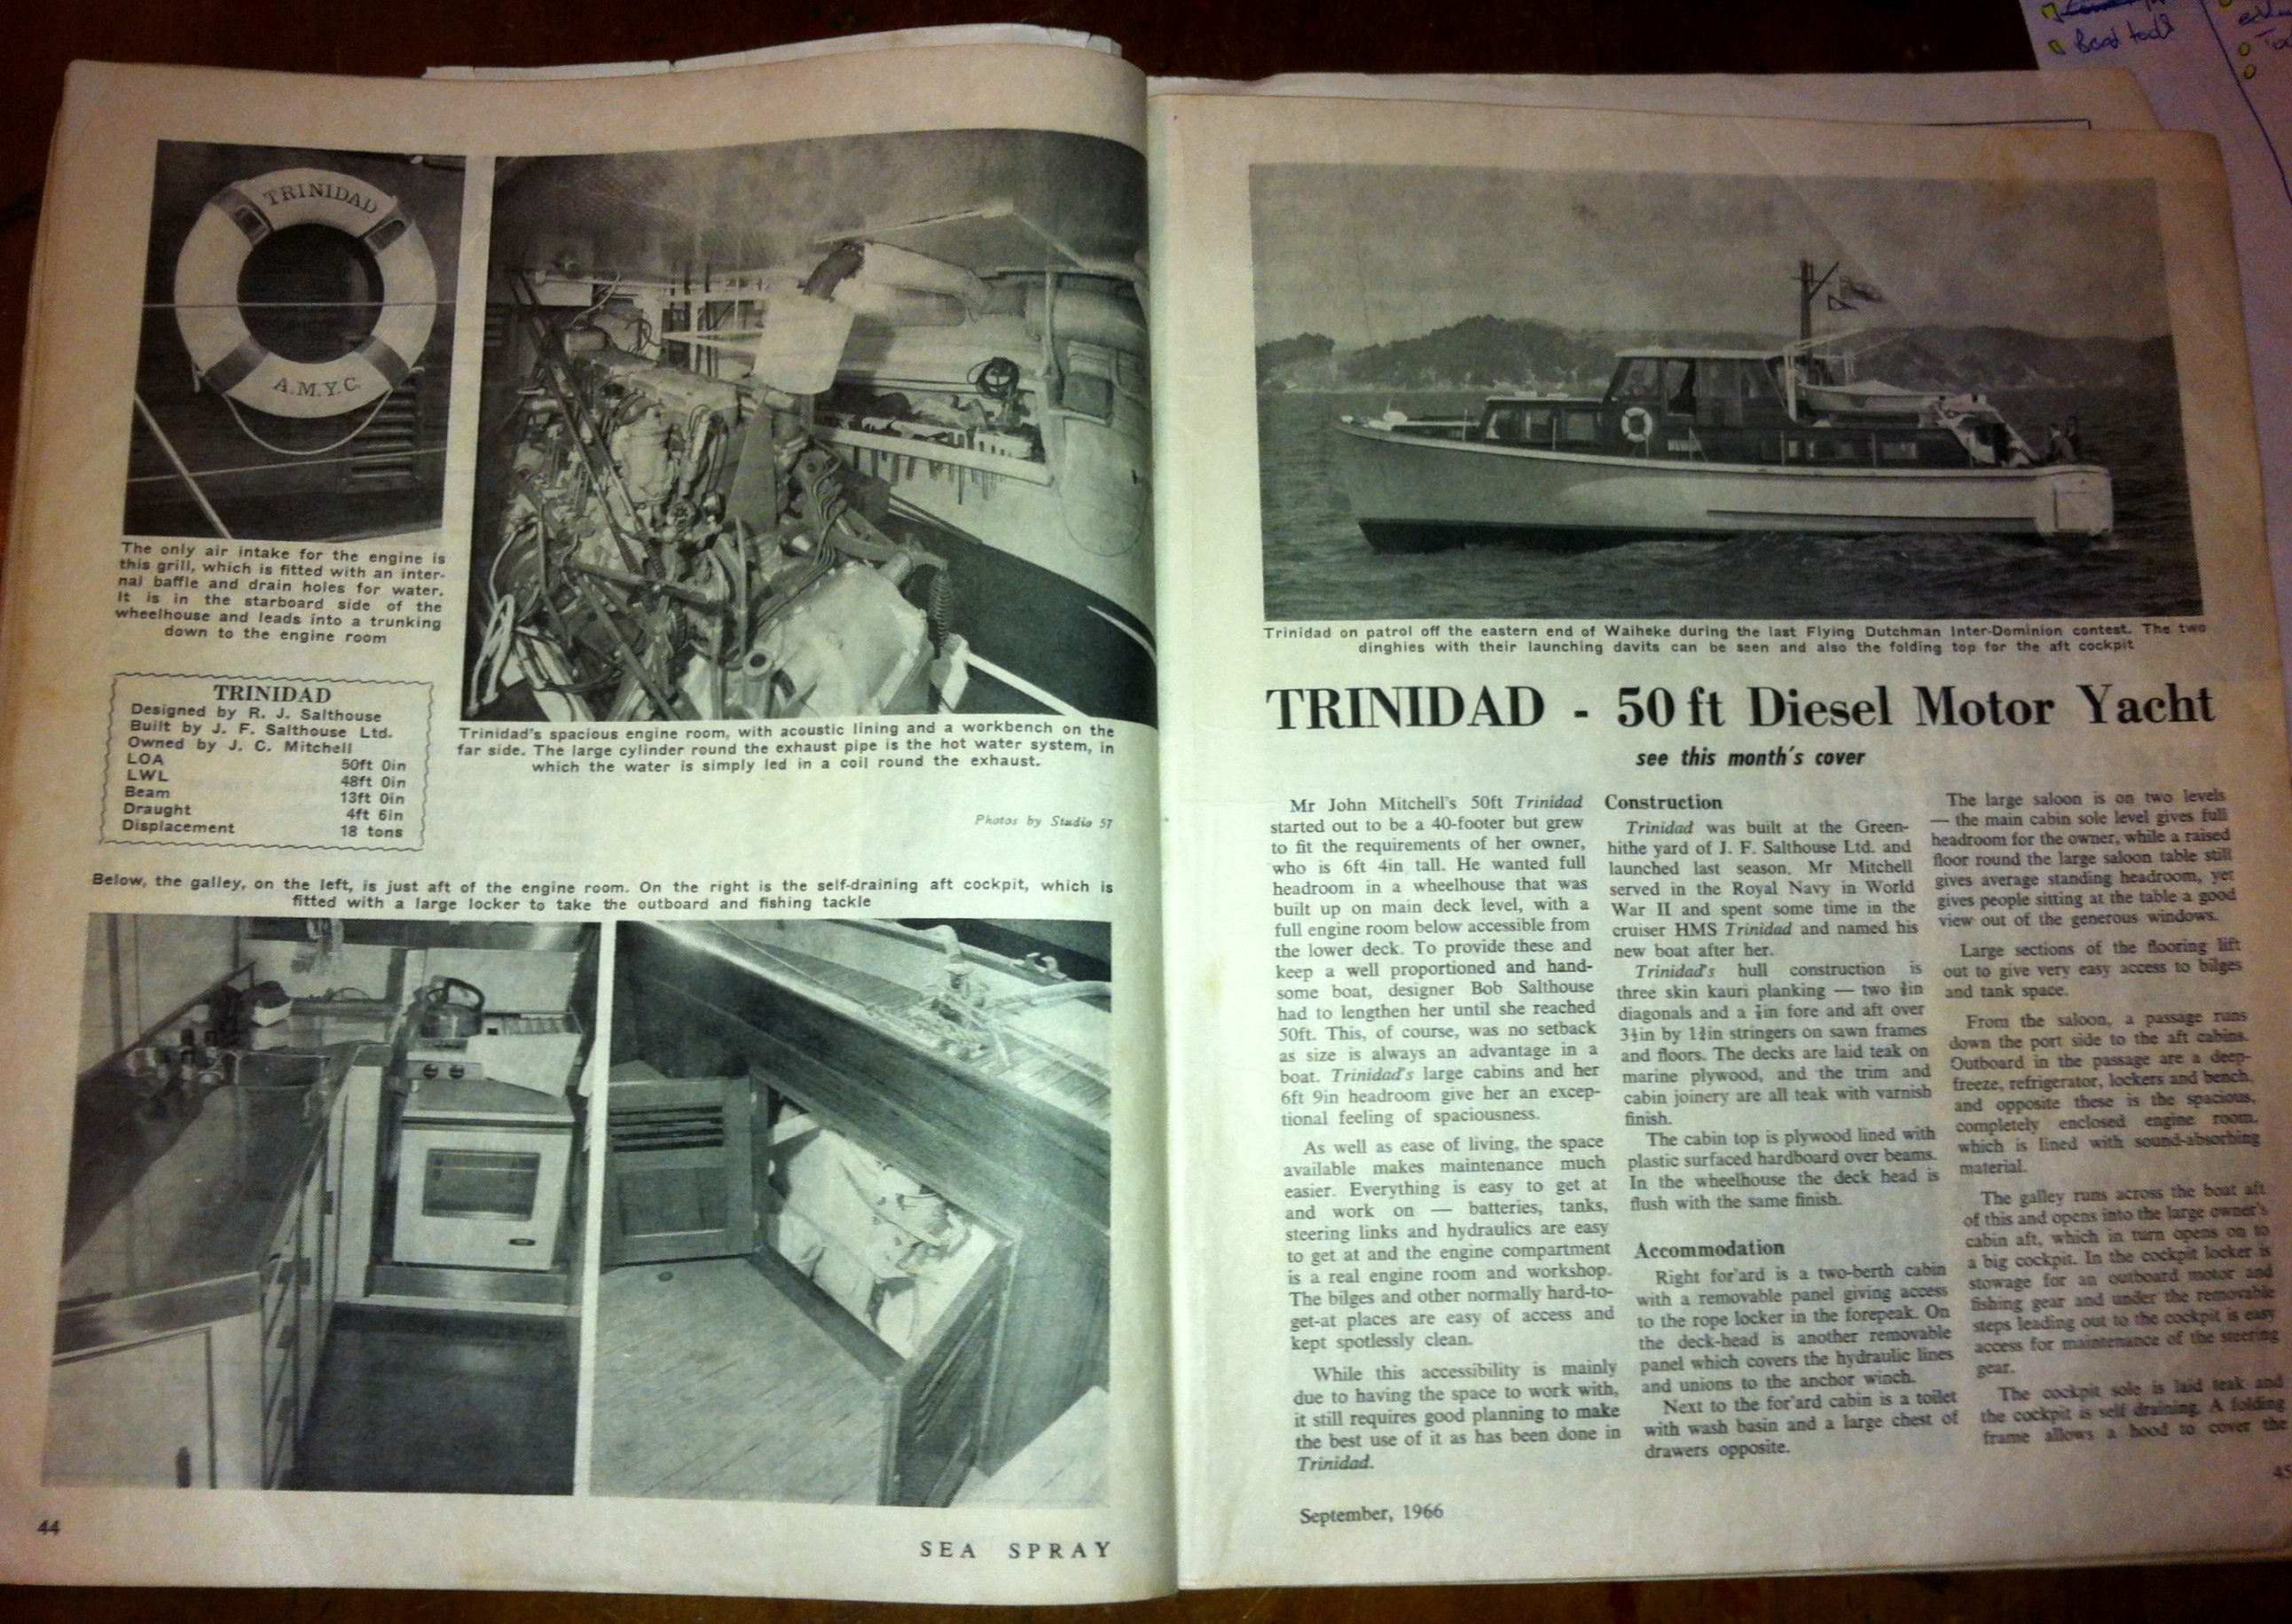 TRINIDAD
A.M.Y.C.
The only air intake for the engine is
this grill, which is fitted with an inter-
nal baffle and drain holes for water.
It is in the starboard side of the
wheelhouse and leads into a trunking
down to the engine room
TRINIDAD
Designed by R. J. Salthouse
Built by J. F. Salthouse Ltd.
Owned by J. C. Mitchell
LOA 50ft 0in
LWL 48ft 0in
Beam 13ft 0in
Draught 4ft 6in
Displacement 18 tons
Trinidad's spacious engine room, with acoustic lining and a workbench on the
far side. The large cylinder round the exhaust pipe is the hot water system, in
which the water is simply led in a coil round the exhaust.
Photos by Studio 57
Below, the galley, on the left, is just aft of the engine room. On the right is the self-draining aft cockpit, which is
fitted with a large locker to take the outboard and fishing tackle
44
SEA SPRAY
Trinidad on patrol off the eastern end of Waiheke during the last Flying Dutchman Inter-Dominion contest. The two
dinghies with their launching davits can be seen and also the folding top for the aft cockpit
TRINIDAD - 50 ft Diesel Motor Yacht
see this month's cover
Mr John Mitchell's 50ft Trinidad
started out to be a 40-footer but grew
to fit the requirements of her owner,
who is 6ft 4in tall. He wanted full
headroom in a wheelhouse that was
built up on main deck level, with a
full engine room below accessible from
the lower deck. To provide these and
keep a well proportioned and hand-
some boat, designer Bob Salthouse
had to lengthen her until she reached
50ft. This, of course, was no setback
as size is always an advantage in a
boat. Trinidad's large cabins and her
6ft 9in headroom give her an excep-
tional feeling of spaciousness.
As well as ease of living, the space
available makes maintenance much
easier. Everything is easy to get at
and work on — batteries, tanks,
steering links and hydraulics are easy
to get at and the engine compartment
is a real engine room and workshop.
The bilges and other normally hard-to-
get-at places are easy of access and
kept spotlessly clean.
While this accessibility is mainly
due to having the space to work with,
it still requires good planning to make
the best use of it as has been done in
Trinidad.
Construction
Trinidad was built at the Green-
hithe yard of J. F. Salthouse Ltd. and
launched last season. Mr Mitchell
served in the Royal Navy in World
War II and spent some time in the
cruiser HMS Trinidad and named his
new boat after her.
Trinidad's hull construction is
three skin kauri planking — two
diagonals and a fore and aft over
3½in by stringers on sawn frames
and floors. The decks are laid teak on
marine plywood, and the trim and
cabin joinery are all teak with varnish
finish.
The cabin top is plywood lined with
plastic surfaced hardboard over beams.
In the wheelhouse the deck head is
flush with the same finish.
Accommodation
Right for'ard is a two-berth cabin
with a removable panel giving access
to the rope locker in the forepeak. On
the deck-head is another removable
panel which covers the hydraulic lines
and unions to the anchor winch.
Next to the for'ard cabin is a toilet
with wash basin and a large chest of
drawers opposite.
The large saloon is on two levels
— the main cabin sole level gives full
headroom for the owner, while a raised
floor round the large saloon table still
gives average standing headroom, yet
gives people sitting at the table a good
view out of the generous windows.
Large sections of the flooring lift
out to give very easy access to bilges
and tank space.
From the saloon, a passage runs
down the port side to the aft cabins.
Outboard in the passage are a deep-
freeze, refrigerator, lockers and bench,
and opposite these is the spacious,
completely enclosed engine room,
which is lined with sound-absorbing
material.
The galley runs across the boat aft
of this and opens into the large owner's
cabin aft, which in turn opens on to
a big cockpit. In the cockpit locker is
stowage for an outboard motor and
fishing gear and under the removable
steps leading out to the cockpit is easy
access for maintenance of the steering
gear.
The cockpit sole is laid teak and
the cockpit is self draining. A folding
frame allows a hood to cover the
September, 1966
45
Boat